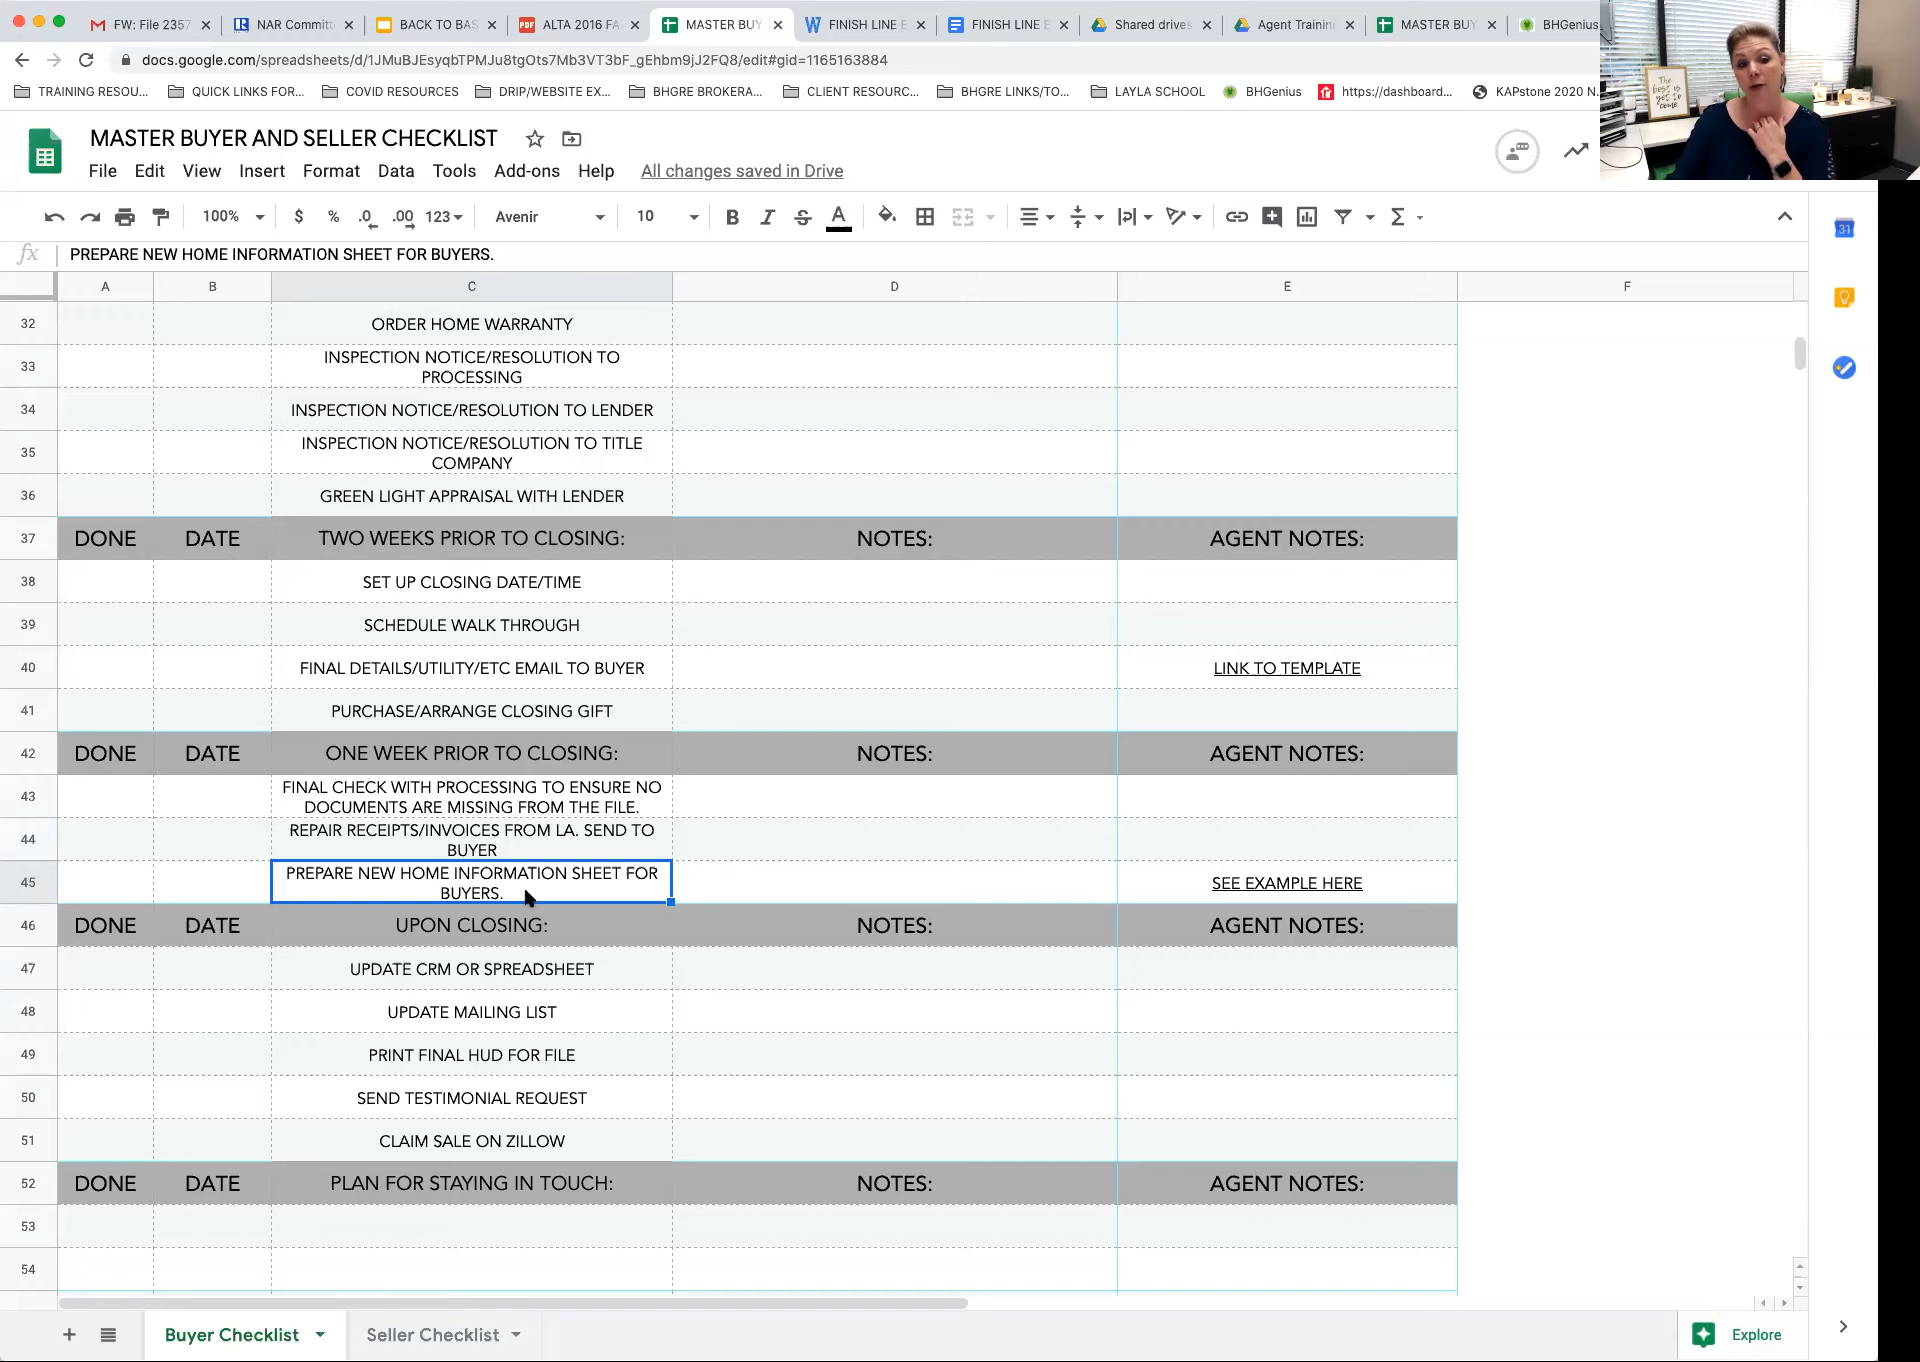 FW: File 2357
NAR Committ
BACK TO BAS
ALTA 2016 FA
MASTER BUY
FINISH LINE E
FINISH LINE E
Shared drives
Agent Trainin
MASTER BUY
BHGenius
docs.google.com/spreadsheets/d/1JMuBJEsyqbTPMJu8tgOts7Mb3VT3bF_gEhbm9jJ2FQ8/edit#gid=1165163884
TRAINING RESOU...
QUICK LINKS FOR...
COVID RESOURCES
DRIP/WEBSITE EX...
BHGRE BROKERA...
CLIENT RESOURC...
BHGRE LINKS/TO...
LAYLA SCHOOL
BHGenius
https://dashboard...
KAPstone 2020 N
The best is yet to come
MASTER BUYER AND SELLER CHECKLIST
File Edit View Insert Format Data Tools Add-ons Help All changes saved in Drive
100% $ % .0 .00 123 Avenir 10 B I S A
31
fx PREPARE NEW HOME INFORMATION SHEET FOR BUYERS.
A B C D E F
32 ORDER HOME WARRANTY
33 INSPECTION NOTICE/RESOLUTION TO
PROCESSING
34 INSPECTION NOTICE/RESOLUTION TO LENDER
35 INSPECTION NOTICE/RESOLUTION TO TITLE
COMPANY
36 GREEN LIGHT APPRAISAL WITH LENDER
37 DONE DATE TWO WEEKS PRIOR TO CLOSING: NOTES: AGENT NOTES:
38 SET UP CLOSING DATE/TIME
39 SCHEDULE WALK THROUGH
40 FINAL DETAILS/UTILITY/ETC EMAIL TO BUYER LINK TO TEMPLATE
41 PURCHASE/ARRANGE CLOSING GIFT
42 DONE DATE ONE WEEK PRIOR TO CLOSING: NOTES: AGENT NOTES:
43 FINAL CHECK WITH PROCESSING TO ENSURE NO
DOCUMENTS ARE MISSING FROM THE FILE.
44 REPAIR RECEIPTS/INVOICES FROM LA. SEND TO
BUYER
45 PREPARE NEW HOME INFORMATION SHEET FOR
BUYERS. SEE EXAMPLE HERE
46 DONE DATE UPON CLOSING: NOTES: AGENT NOTES:
47 UPDATE CRM OR SPREADSHEET
48 UPDATE MAILING LIST
49 PRINT FINAL HUD FOR FILE
50 SEND TESTIMONIAL REQUEST
51 CLAIM SALE ON ZILLOW
52 DONE DATE PLAN FOR STAYING IN TOUCH: NOTES: AGENT NOTES:
53
54
Buyer Checklist Seller Checklist Explore